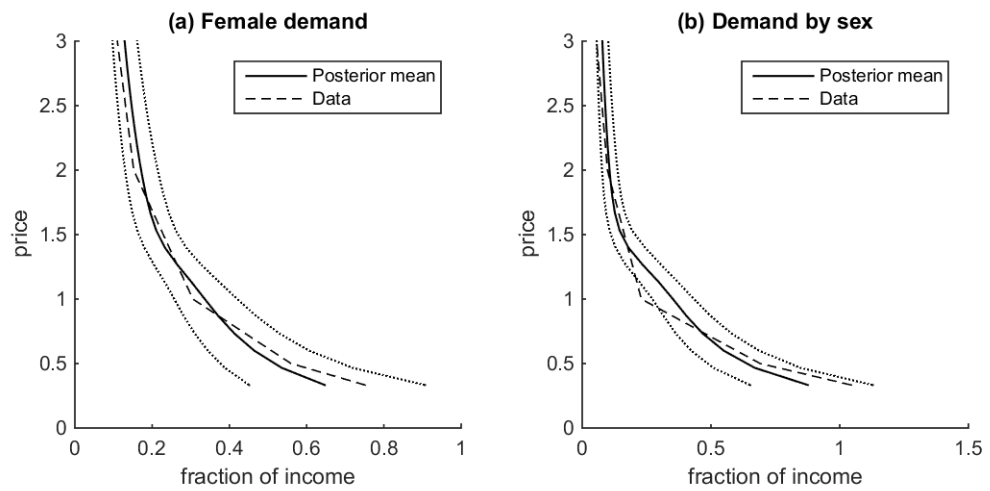 (a) Female demand
3
2.5
2
1.5
1
0.5
0
price
0 0.2 0.4 0.6 0.8 1
fraction of income
Posterior mean
Data
(b) Demand by sex
3
2.5
2
1.5
1
0.5
0
price
0 0.5 1 1.5
fraction of income
Posterior mean
Data